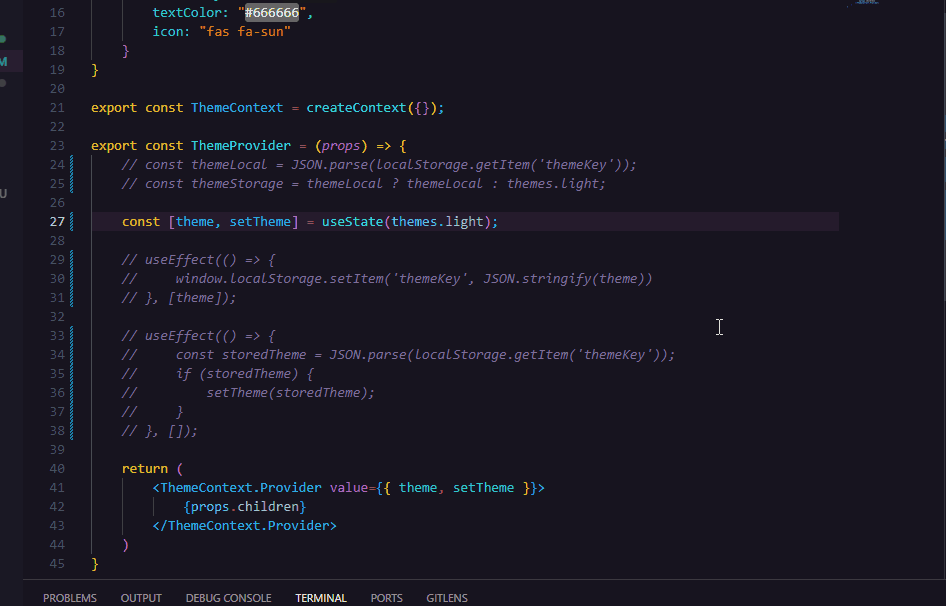 16 textColor: "#666666",
17 icon: "fas fa-sun"
18 }
19 }
20
21 export const ThemeContext = createContext({});
22
23 export const ThemeProvider = (props) => {
24 // const themeLocal = JSON.parse(localStorage.getItem('themeKey'));
25 // const themeStorage = themeLocal ? themeLocal : themes.light;
26
27 const [theme, setTheme] = useState(themes.light);
28
29 // useEffect(() => {
30 //     window.localStorage.setItem('themeKey', JSON.stringify(theme))
31 // }, [theme]);
32
33 // useEffect(() => {
34 //     const storedTheme = JSON.parse(localStorage.getItem('themeKey'));
35 //     if (storedTheme) {
36 //         setTheme(storedTheme);
37 //     }
38 // }, []);
39
40 return (
41 <ThemeContext.Provider value={{ theme, setTheme }}>
42 {props.children}
43 </ThemeContext.Provider>
44 )
45 }
M
U
PROBLEMS OUTPUT DEBUG CONSOLE TERMINAL PORTS GITLENS